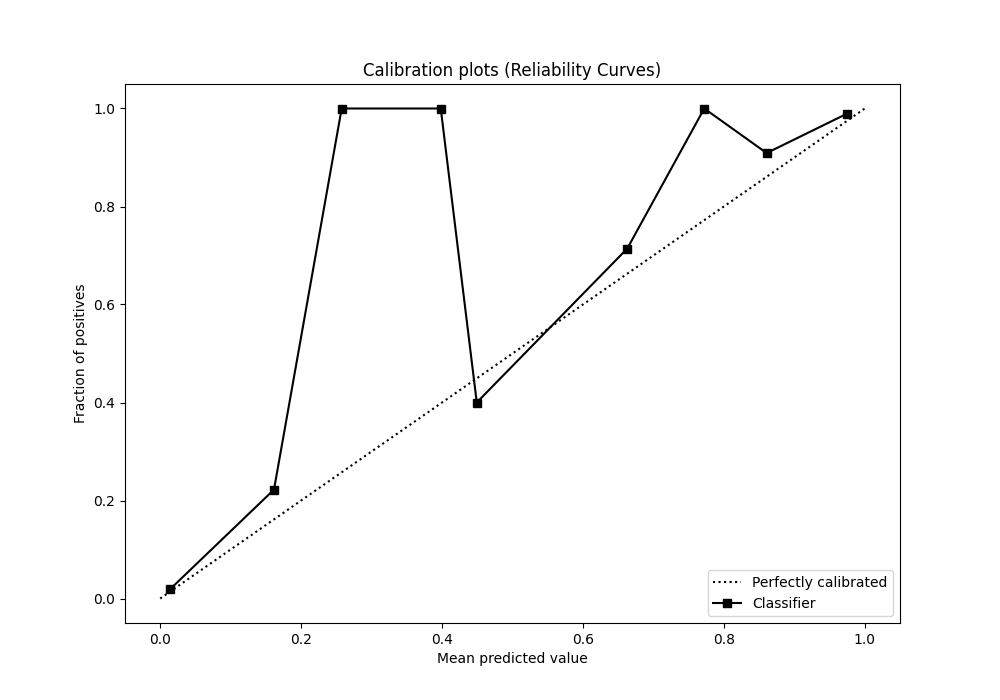 Calibration plots (Reliability Curves)
1.0
0.8
0.6
0.4
0.2
0.0
Fraction of positives
0.0 0.2 0.4 0.6 0.8 1.0
Mean predicted value
Perfectly calibrated
Classifier